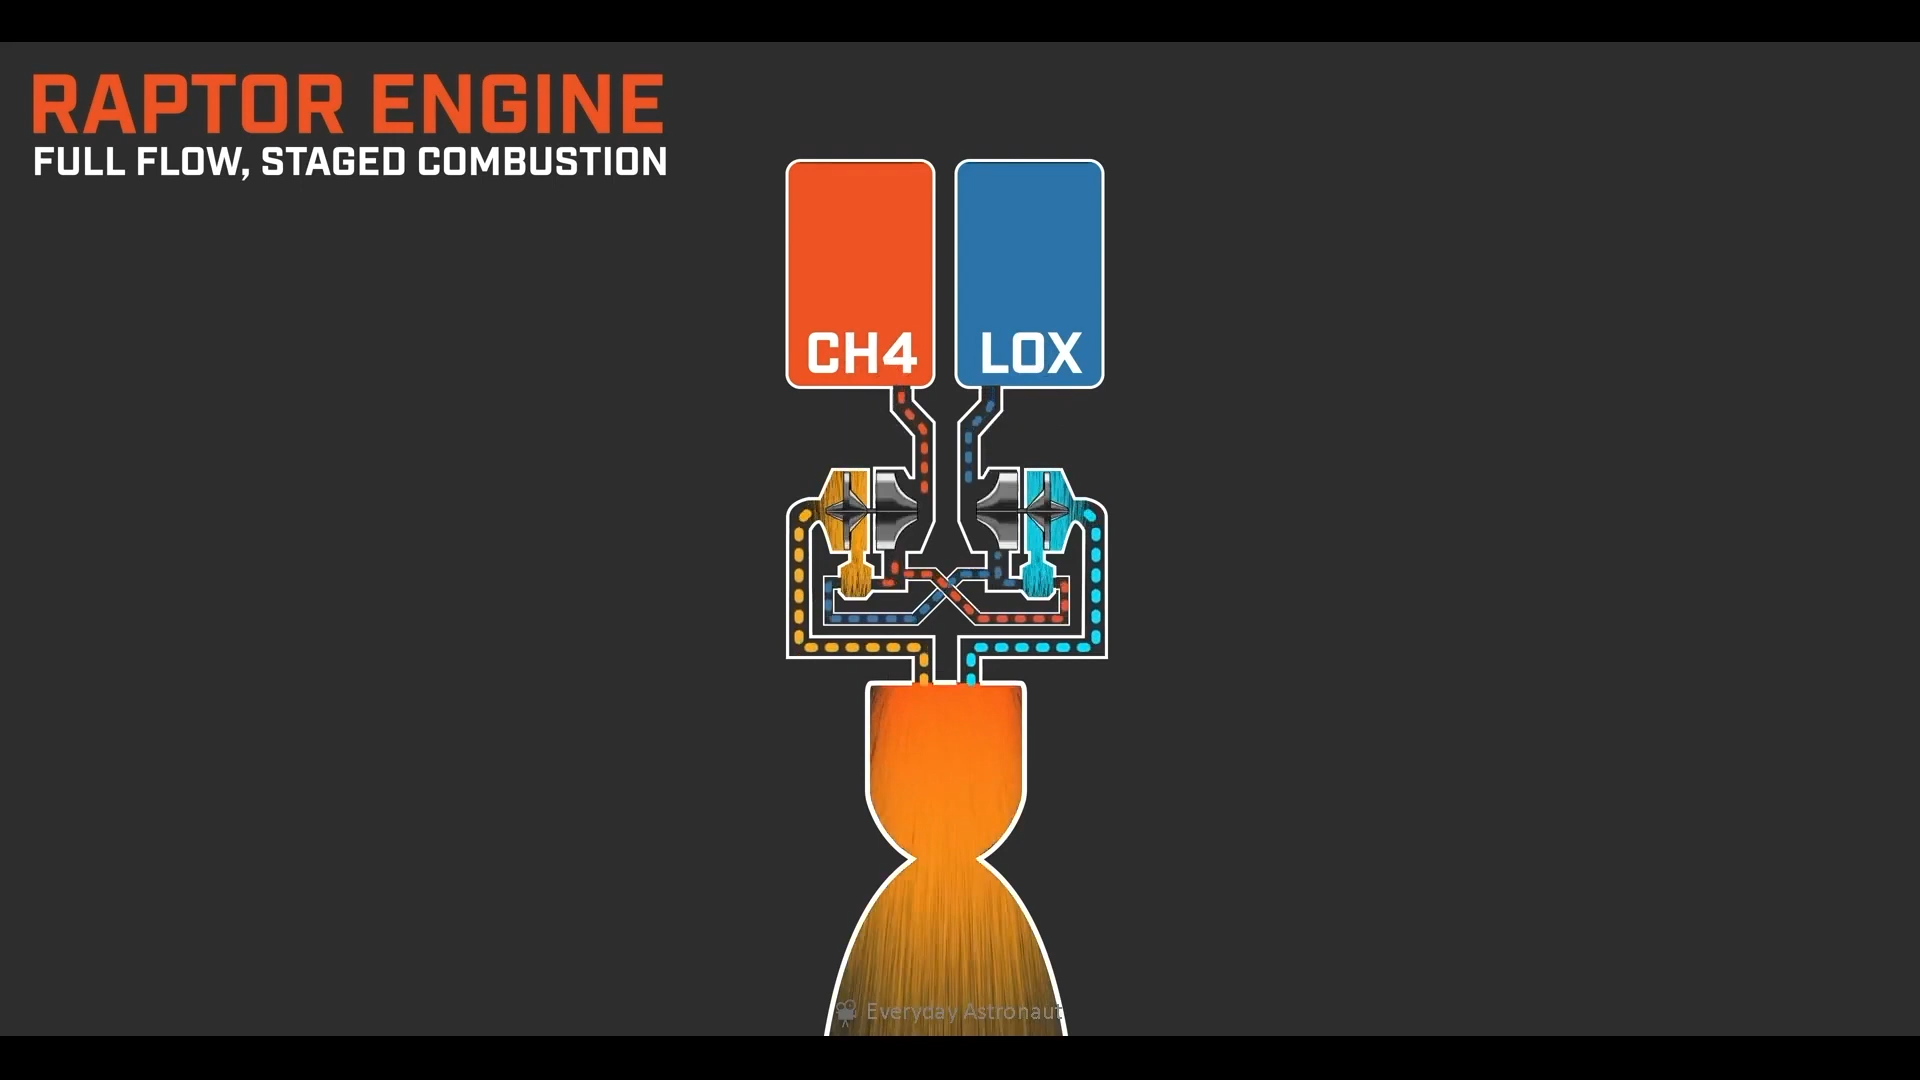 RAPTOR ENGINE
FULL FLOW, STAGED COMBUSTION
CH4
LOX
Everyday Astronaut